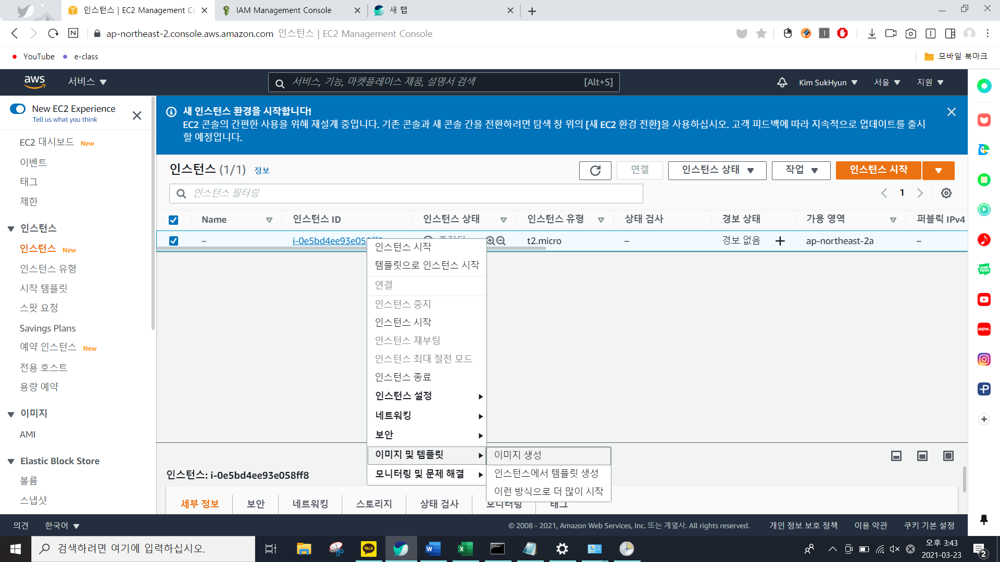 인스턴스 | EC2 Management Co
IAM Management Console
새 탭
ap-northeast-2.console.aws.amazon.com 인스턴스 | EC2 Management Console
YouTube
e-class
모바일 북마크
aws
서비스
서비스, 기능, 마켓플레이스 제품, 설명서 검색
[Alt+S]
Kim SukHyun
서울
지원
New EC2 Experience
Tell us what you think
EC2 대시보드 New
이벤트
태그
제한
인스턴스
인스턴스 New
인스턴스 유형
시작 템플릿
스팟 요청
Savings Plans
예약 인스턴스 New
전용 호스트
용량 예약
이미지
AMI
Elastic Block Store
볼륨
스냅샷
새 인스턴스 환경을 시작합니다!
EC2 콘솔의 간편한 사용을 위해 재설계 중입니다. 기존 콘솔과 새 콘솔 간을 전환하려면 탐색 창 위의 [새 EC2 환경 전환]을 사용하십시오. 고객 피드백에 따라 지속적으로 업데이트를 출시
할 예정입니다.
인스턴스 (1/1) 정보
연결
인스턴스 상태
작업
인스턴스 시작
인스턴스 필터링
1
Name
인스턴스 ID
인스턴스 상태
인스턴스 유형
상태 검사
경보 상태
가용 영역
퍼블릭 IPv4
–
i-0e5bd4ee93e05
t2.micro
–
경보 없음
ap-northeast-2a
–
인스턴스 시작
템플릿으로 인스턴스 시작
연결
인스턴스 중지
인스턴스 시작
인스턴스 재부팅
인스턴스 최대 절전 모드
인스턴스 종료
인스턴스 설정
네트워킹
보안
이미지 및 템플릿
모니터링 및 문제 해결
이미지 생성
인스턴스에서 템플릿 생성
이런 방식으로 더 많이 시작
인스턴스: i-0e5bd4ee93e058ff8
세부 정보
보안
네트워킹
스토리지
상태 검사
모니터링
태그
의견
한국어
© 2008 - 2021, Amazon Web Services, Inc. 또는 계열사. All rights reserved.
개인 정보 보호 정책
이용 약관
쿠키 기본 설정
검색하려면 여기에 입력하십시오.
TALK
오후 3:43
2021-03-23
2
WEB
TOON
NOW.